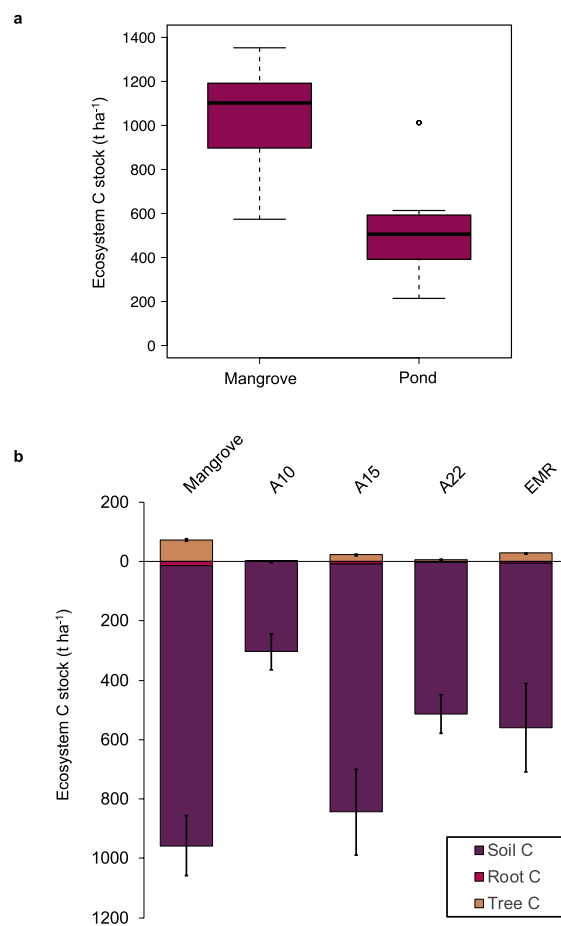 a
Ecosystem C stock (t ha-1)
1400
1200
1000
800
600
400
200
0
Mangrove Pond
b
Mangrove A10 A15 A22 EMR
Ecosystem C stock (t ha-1)
200
0
200
400
600
800
1000
1200
Soil C
Root C
Tree C